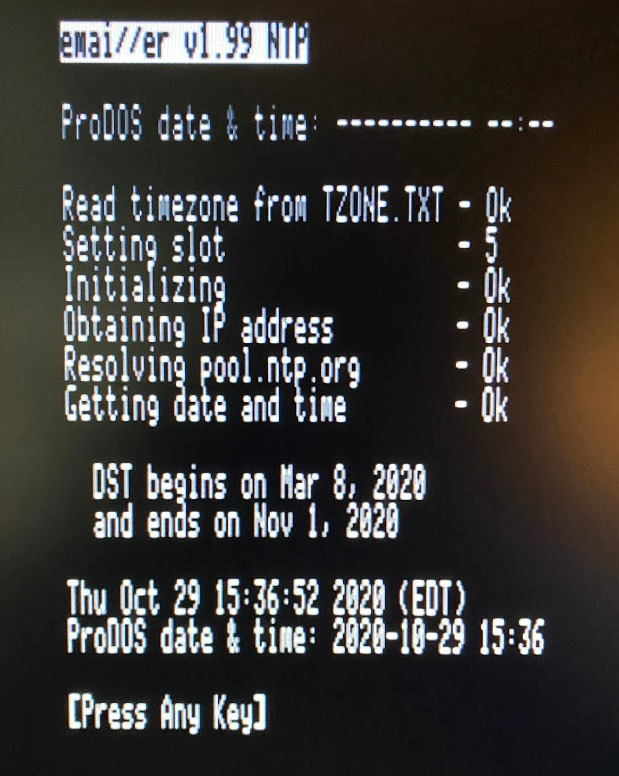 emai//er v1.99 NTP
ProDOS date & time: ---------- --:--
Read timezone from TZONE.TXT - Ok
Setting slot - 5
Initializing - Ok
Obtaining IP address - Ok
Resolving pool.ntp.org - Ok
Getting date and time - Ok
DST begins on Mar 8, 2020
and ends on Nov 1, 2020
Thu Oct 29 15:36:52 2020 (EDT)
ProDOS date & time: 2020-10-29 15:36
[Press Any Key]